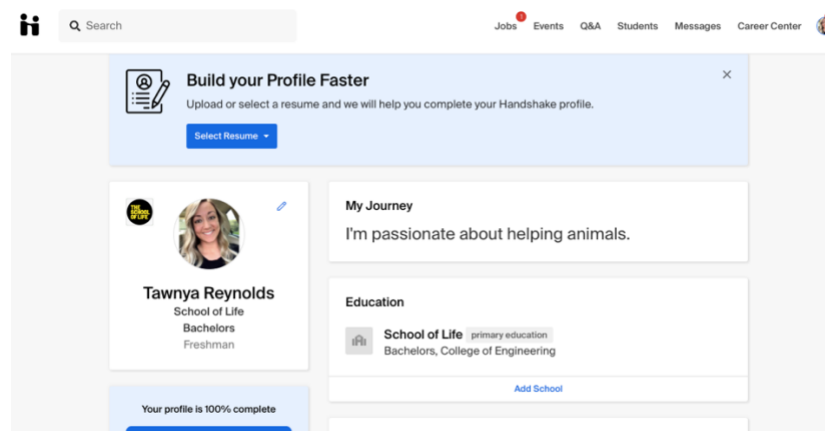 Search
Jobs
1
Events
Q&A
Students
Messages
Career Center
Build your Profile Faster
Upload or select a resume and we will help you complete your Handshake profile.
Select Resume
THE
SCHOOL
OF LIFE
Tawnya Reynolds
School of Life
Bachelors
Freshman
Your profile is 100% complete
My Journey
I'm passionate about helping animals.
Education
School of Life primary education
Bachelors, College of Engineering
Add School